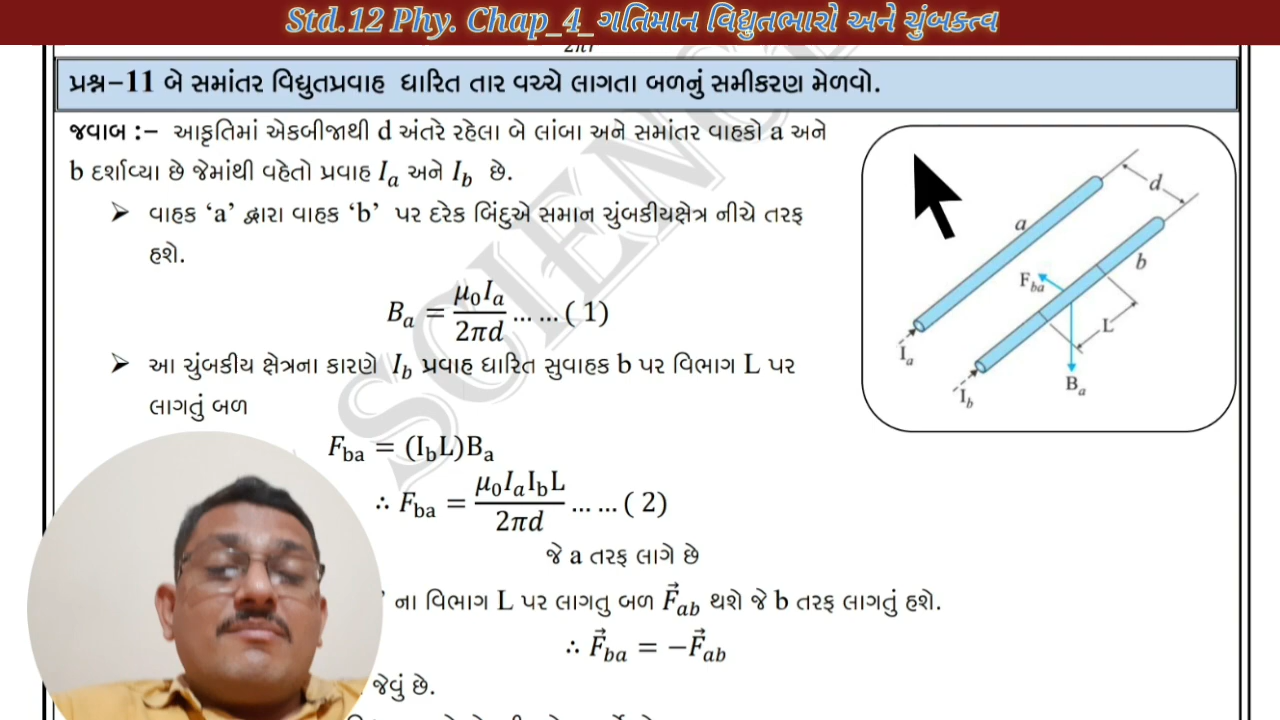 Std.12 Phy. Chap_4_ગતિમાન વિદ્યુતભારો અને ચુંબકત્વ
પ્રશ્ન–11 બે સમાંતર વિદ્યુતપ્રવાહ ધારિત તાર વચ્ચે લાગતા બળનું સમીકરણ મેળવો.
જવાબ :– આકૃતિમાં એકબીજાથી d અંતરે રહેલા બે લાંબા અને સમાંતર વાહકો a અને
b દર્શાવ્યા છે જેમાંથી વહેતો પ્રવાહ I_a અને I_b છે.
➤ વાહક ‘a’ દ્વારા વાહક ‘b’ પર દરેક બિંદુએ સમાન ચુંબકીયક્ષેત્ર નીચે તરફ
હશે.
B_a = μ₀I_a / 2πd … … ( 1)
➤ આ ચુંબકીય ક્ષેત્રના કારણે I_b પ્રવાહ ધારિત સુવાહક b પર વિભાગ L પર
લાગતું બળ
F_ba = (I_bL)B_a
∴ F_ba = μ₀I_aI_bL / 2πd … … ( 2)
જે a તરફ લાગે છે
’ ના વિભાગ L પર લાગતુ બળ F⃗_ab થશે જે b તરફ લાગતું હશે.
∴ F⃗_ba = −F⃗_ab
જેવું છે.
d
a
b
F_ba
L
I_a
B_a
I_b
SCIENC